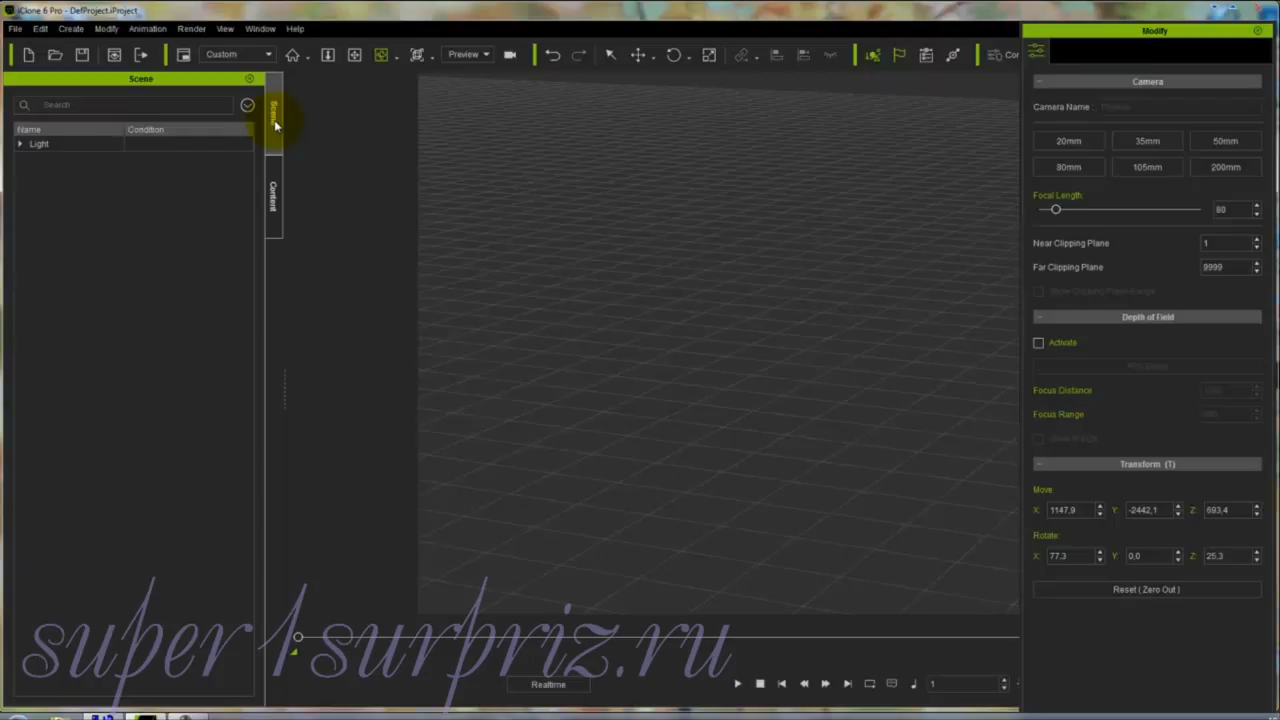 iClone 6 Pro - DefProject.iProject
File Edit Create Modify Animation Render View Window Help
Modify
Custom
Preview
Scene
Search
Name Condition
Light
Scene
Content
Camera
Camera Name :
20mm 35mm 50mm
80mm 105mm 200mm
Focal Length:
80
Near Clipping Plane 1
Far Clipping Plane 9999
Depth of Field
Activate
Focus Distance
Focus Range
Transform (T)
Move:
X: 1147,9 Y: -2442,1 Z: 693,4
Rotate:
X: 77,3 Y: 0,0 Z: 25,3
Reset ( Zero Out )
super1surpriz.ru
Realtime
1